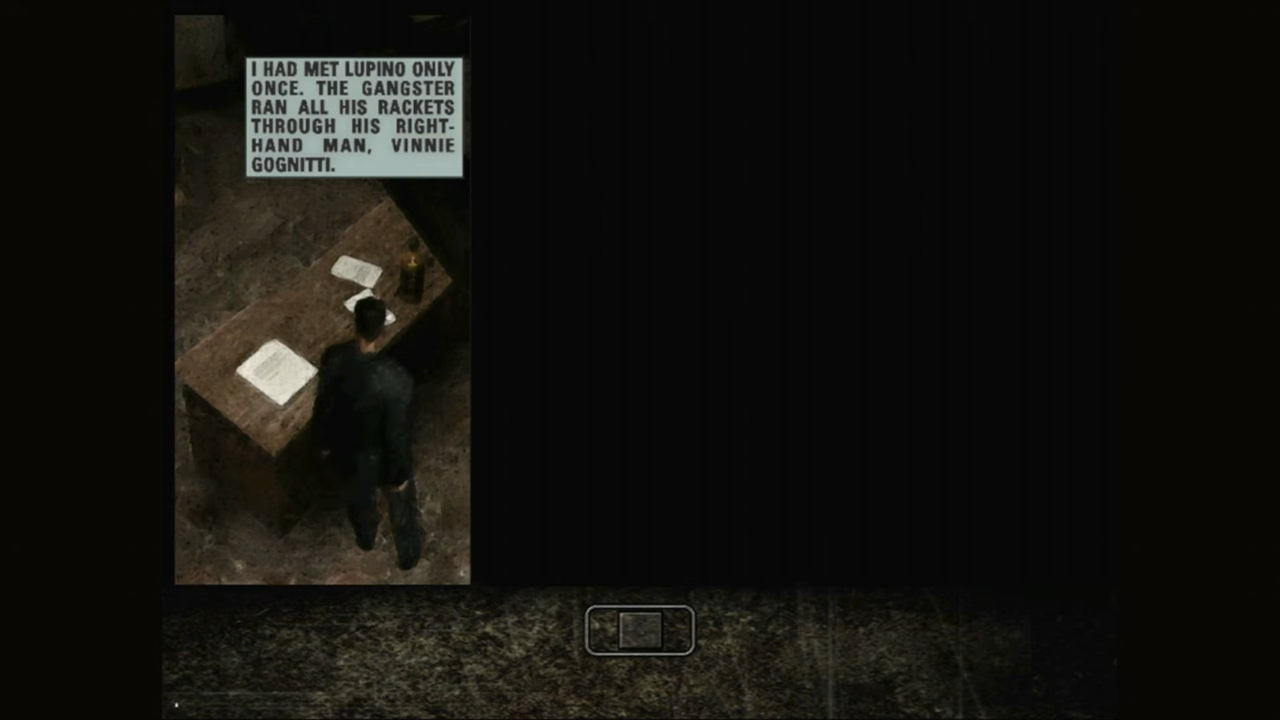 I HAD MET LUPINO ONLY
ONCE. THE GANGSTER
RAN ALL HIS RACKETS
THROUGH HIS RIGHT-
HAND MAN, VINNIE
GOGNITTI.